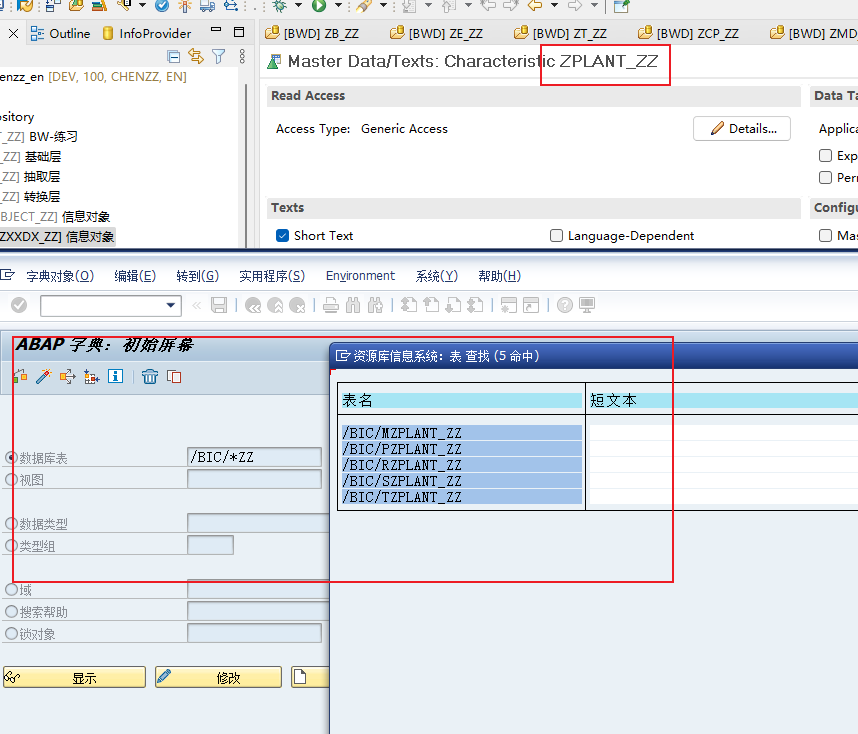 Outline InfoProvider
[BWD] ZB_ZZ [BWD] ZE_ZZ [BWD] ZT_ZZ [BWD] ZCP_ZZ [BWD] ZMD
Master Data/Texts: Characteristic ZPLANT_ZZ
enzz_en [DEV, 100, CHENZZ, EN]
Read Access
Data Ta
Access Type: Generic Access
Details...
Applica
Exp
Perr
ository
_ZZ] BW-练习
_ZZ] 基础层
ZZ] 抽取层
ZZ] 转换层
BJECT_ZZ] 信息对象
ZXXDX_ZZ] 信息对象
Texts
Configu
Short Text
Language-Dependent
Mas
字典对象(O) 编辑(E) 转到(G) 实用程序(S) Environment 系统(Y) 帮助(H)
ABAP 字典: 初始屏幕
资源库信息系统: 表 查找 (5 命中)
表名 短文本
/BIC/MZPLANT_ZZ
/BIC/PZPLANT_ZZ
/BIC/RZPLANT_ZZ
/BIC/SZPLANT_ZZ
/BIC/TZPLANT_ZZ
数据库表 /BIC/*ZZ
视图
数据类型
类型组
域
搜索帮助
锁对象
显示 修改